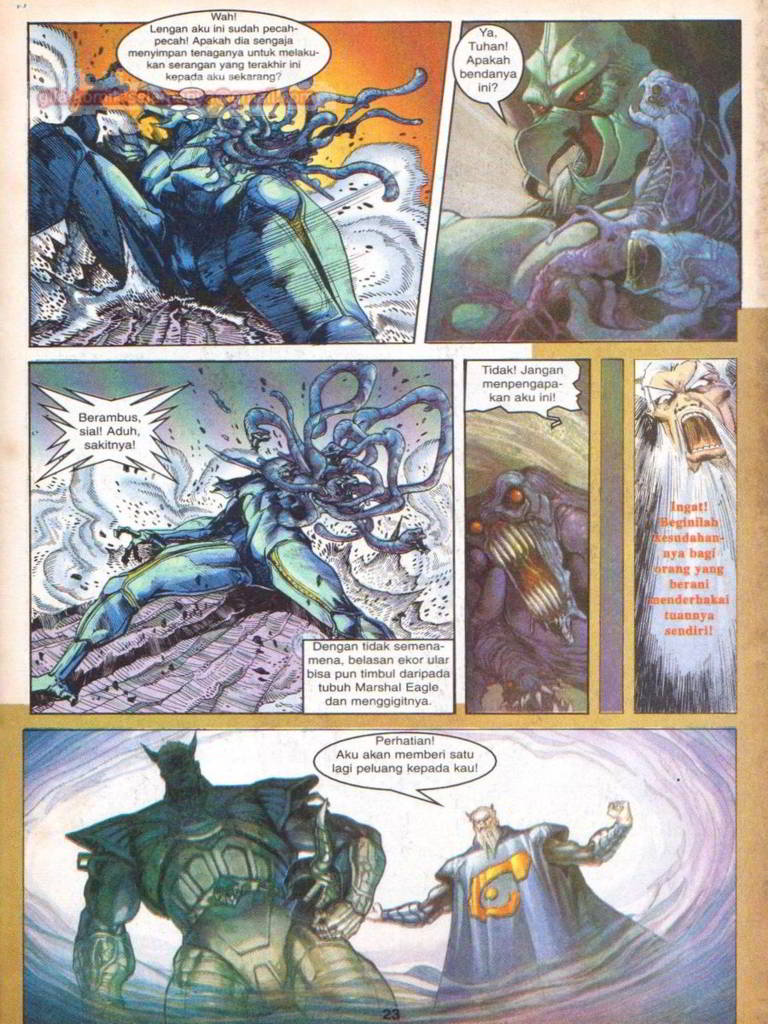 Wah!
Lengan aku ini sudah pecah-
pecah! Apakah dia sengaja
menyimpan tenaganya untuk melaku-
kan serangan yang terakhir ini
kepada aku sekarang?
Ya,
Tuhan!
Apakah
bendanya
ini?
Berambus,
sial! Aduh,
sakitnya!
Dengan tidak semena-
mena, belasan ekor ular
bisa pun timbul daripada
tubuh Marshal Eagle
dan menggigitnya.
Tidak! Jangan
menpengapa-
kan aku ini!
Ingat!
Beginilah
kesudahan-
nya bagi
orang yang
berani
menderhakai
tuannya
sendiri!
Perhatian!
Aku akan memberi satu
lagi peluang kepada kau!
23